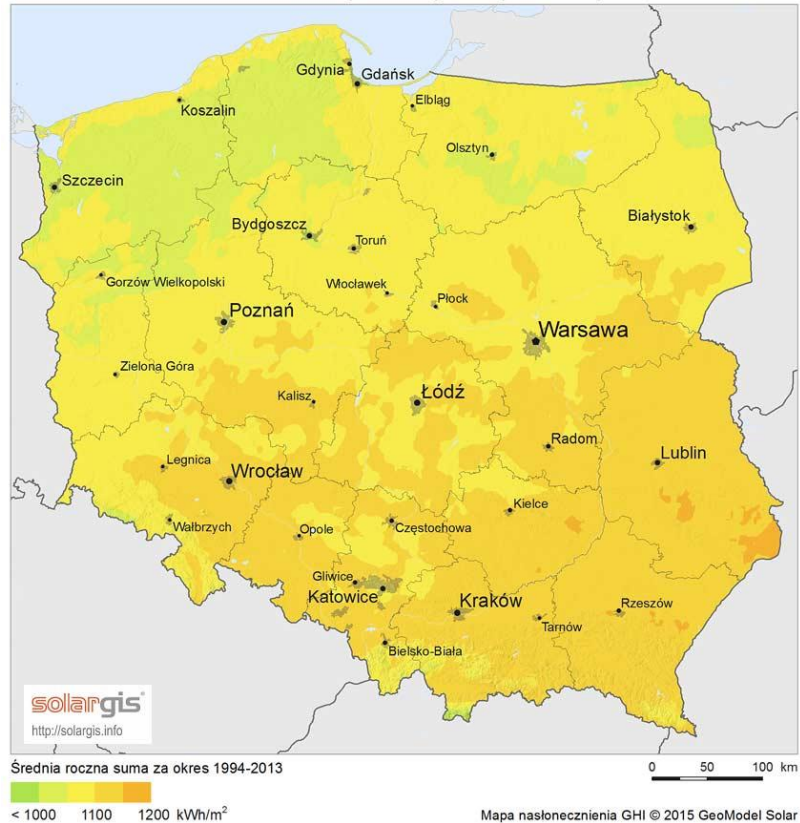 Gdynia
Gdańsk
Koszalin
Elbląg
Olsztyn
Szczecin
Białystok
Bydgoszcz
Toruń
Gorzów Wielkopolski
Włocławek
Płock
Poznań
Warsawa
Zielona Góra
Kalisz
Łódź
Radom
Lublin
Legnica
Wrocław
Kielce
Wałbrzych
Opole
Częstochowa
Gliwice
Katowice
Kraków
Rzeszów
Tarnów
Bielsko-Biała
solargis
http://solargis.info
Średnia roczna suma za okres 1994-2013
0 50 100 km
< 1000 1100 1200 kWh/m²
Mapa nasłonecznienia GHI © 2015 GeoModel Solar